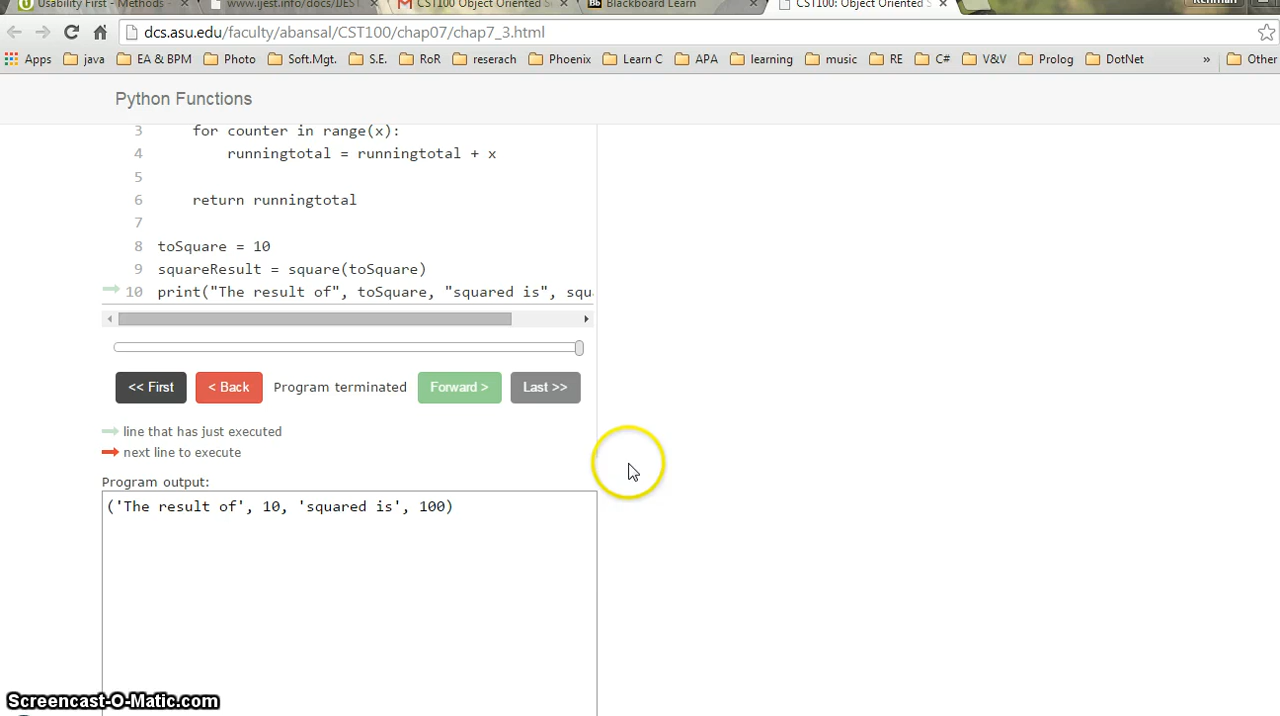 Usability First - Methods
www.ijest.info/docs/IJEST
CST100 Object Oriented S
Blackboard Learn
CST100: Object Oriented S
Rehman
dcs.asu.edu/faculty/abansal/CST100/chap07/chap7_3.html
Apps java EA & BPM Photo Soft.Mgt. S.E. RoR reserach Phoenix Learn C APA learning music RE C# V&V Prolog DotNet » Other
Python Functions
3 for counter in range(x):
4 runningtotal = runningtotal + x
5
6 return runningtotal
7
8 toSquare = 10
9 squareResult = square(toSquare)
10 print("The result of", toSquare, "squared is", squ
<< First < Back Program terminated Forward > Last >>
line that has just executed
next line to execute
Program output:
('The result of', 10, 'squared is', 100)
Screencast-O-Matic.com